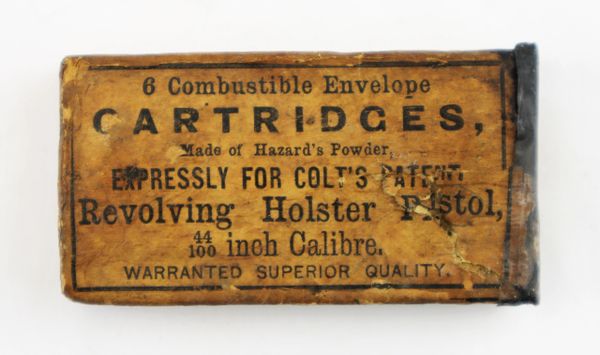 6 Combustible Envelope
CARTRIDGES,
Made of Hazard's Powder,
EXPRESSLY FOR COLT'S PATENT
Revolving Holster Pistol,
44/100 inch Calibre.
WARRANTED SUPERIOR QUALITY.